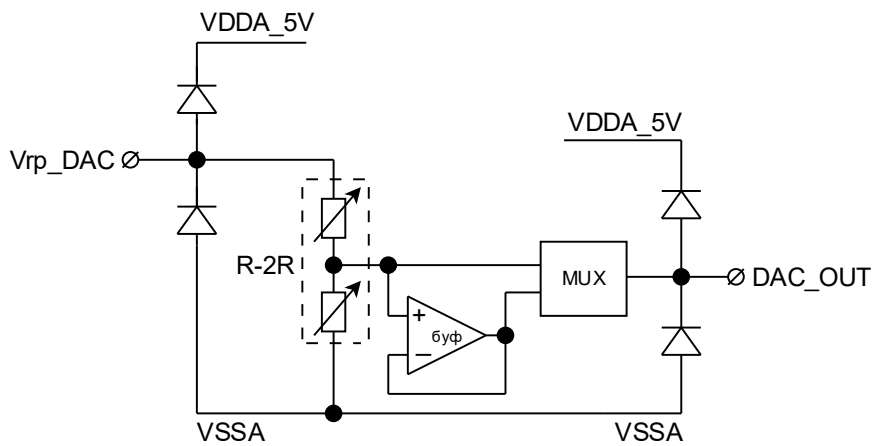 VDDA_5V
VDDA_5V
Vrp_DAC
R-2R
MUX
DAC_OUT
+
буф
−
VSSA
VSSA